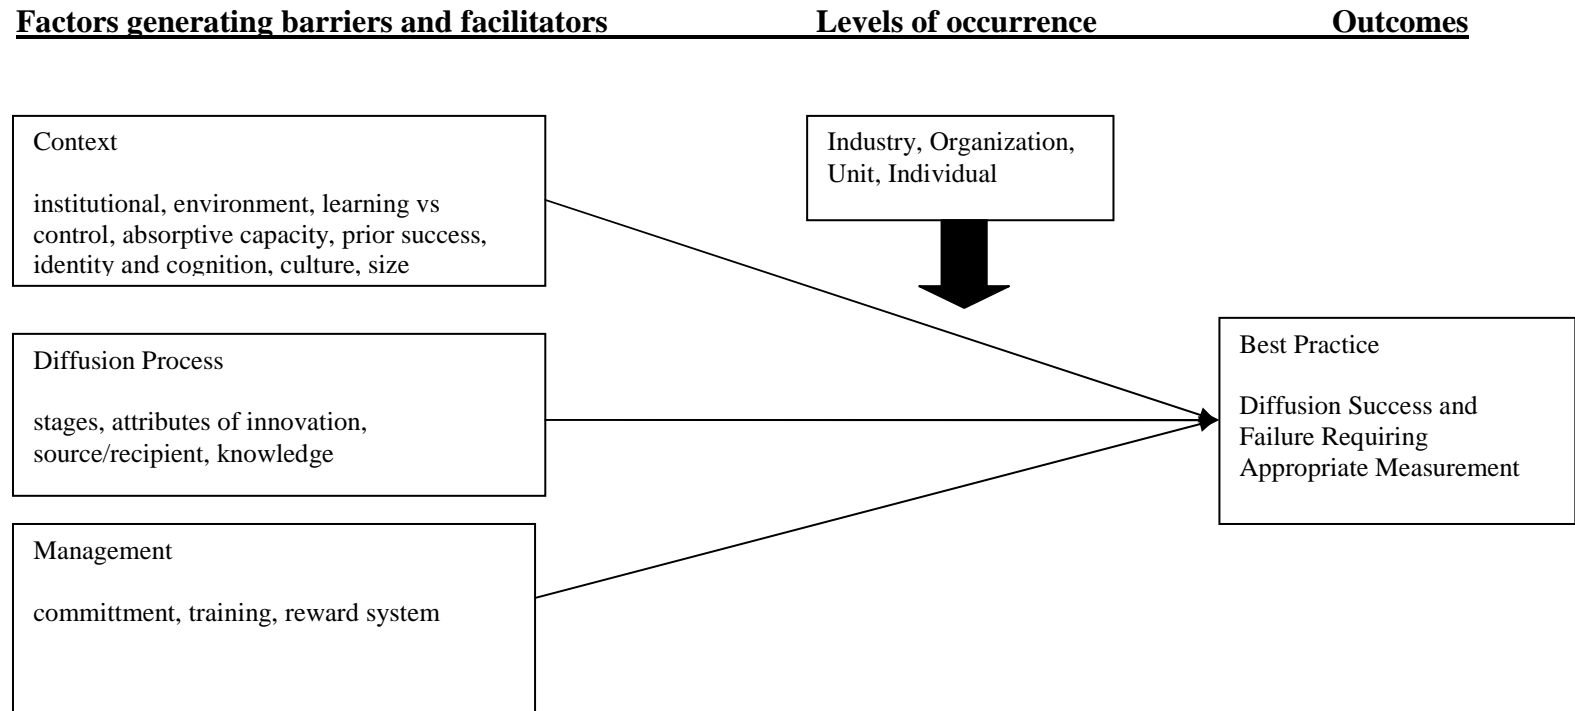 Factors generating barriers and facilitators Levels of occurrence Outcomes
Context
institutional, environment, learning vs
control, absorptive capacity, prior success,
identity and cognition, culture, size
Industry, Organization,
Unit, Individual
Diffusion Process
stages, attributes of innovation,
source/recipient, knowledge
Best Practice
Diffusion Success and
Failure Requiring
Appropriate Measurement
Management
committment, training, reward system